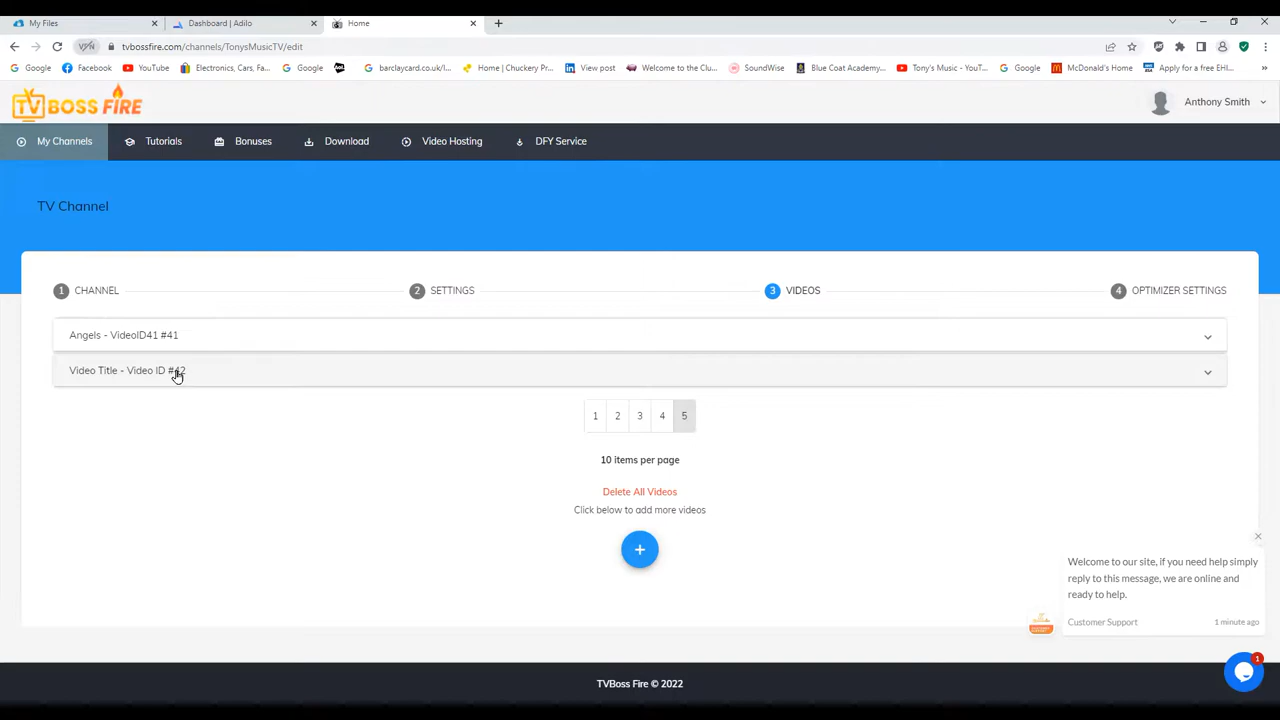 My Files
Dashboard | Adilo
Home
VPN
tvbossfire.com/channels/TonysMusicTV/edit
Google
Facebook
YouTube
Electronics, Cars, Fa...
Google
barclaycard.co.uk/l...
Home | Chuckery Pr...
View post
Welcome to the Clu...
SoundWise
Blue Coat Academy...
Tony's Music - YouT...
Google
McDonald's Home
Apply for a free EHI...
TV BOSS FIRE
Anthony Smith
My Channels
Tutorials
Bonuses
Download
Video Hosting
DFY Service
TV Channel
1 CHANNEL
2 SETTINGS
3 VIDEOS
4 OPTIMIZER SETTINGS
Angels - VideoID41 #41
Video Title - Video ID #42
1 2 3 4 5
10 items per page
Delete All Videos
Click below to add more videos
+
Welcome to our site, if you need help simply
reply to this message, we are online and
ready to help.
Customer Support
1 minute ago
1
TVBoss Fire © 2022